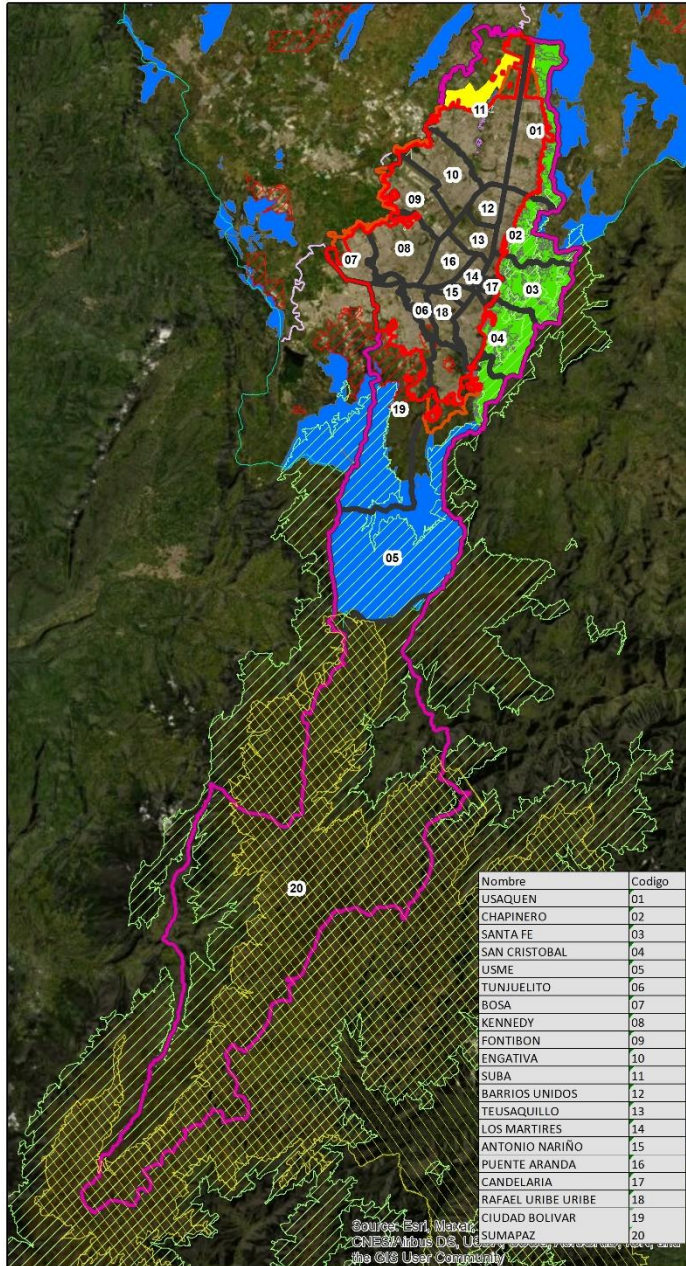 11
01
10
12
09
02
13
08
07
16
14
03
17
15
06
18
04
19
05
20
Nombre Codigo
USAQUEN 01
CHAPINERO 02
SANTA FE 03
SAN CRISTOBAL 04
USME 05
TUNJUELITO 06
BOSA 07
KENNEDY 08
FONTIBON 09
ENGATIVA 10
SUBA 11
BARRIOS UNIDOS 12
TEUSAQUILLO 13
LOS MARTIRES 14
ANTONIO NARIÑO 15
PUENTE ARANDA 16
CANDELARIA 17
RAFAEL URIBE URIBE 18
CIUDAD BOLIVAR 19
SUMAPAZ 20
Source: Esri, Maxar,
CNES/Airbus DS,
the GIS User Community